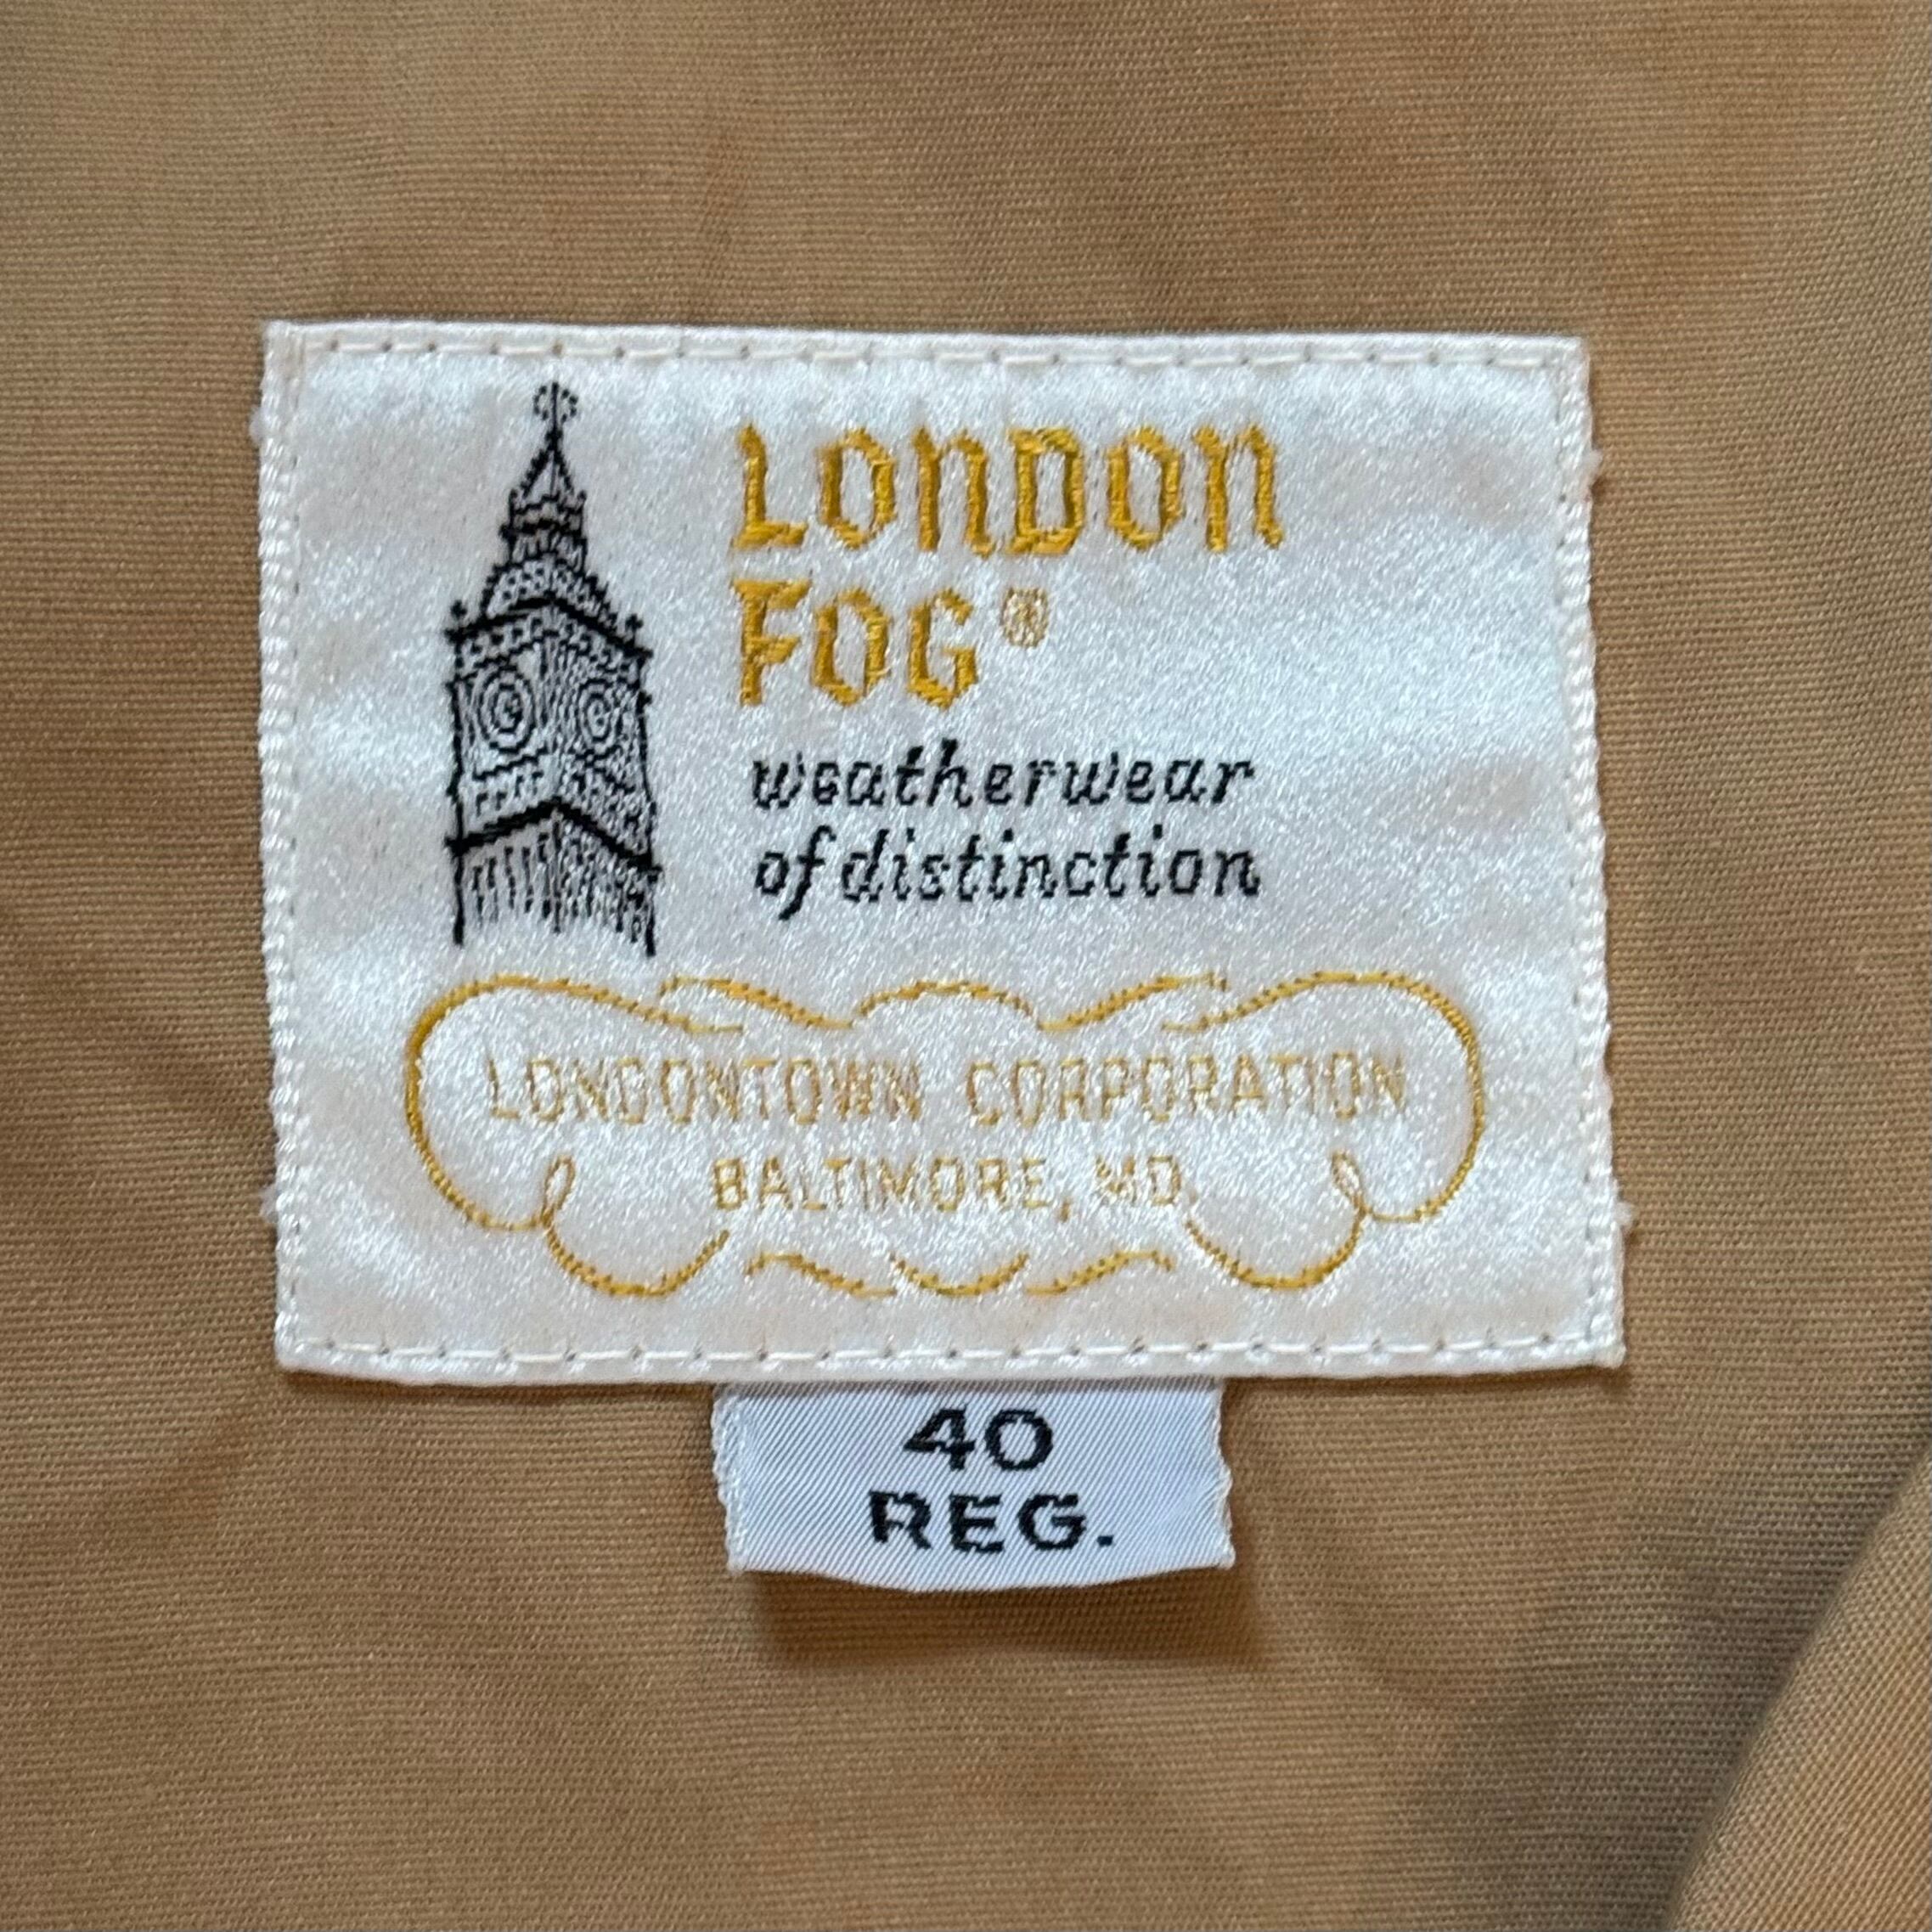 LONDON
FOG®
weatherwear
of distinction
LONDONTOWN CORPORATION
BALTIMORE, MD.
40
REG.